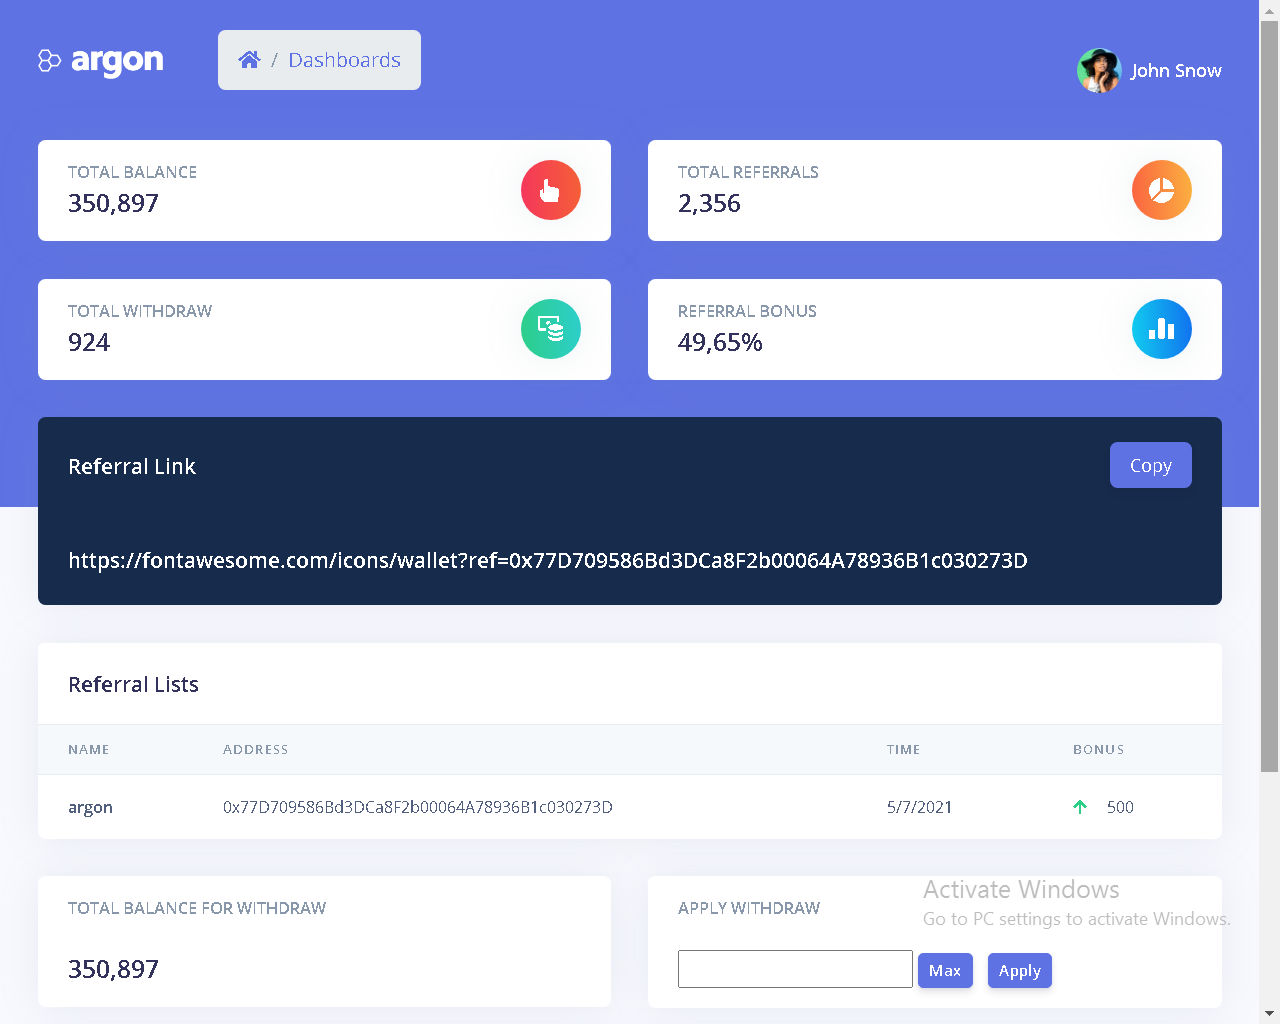 argon
/ Dashboards
John Snow
TOTAL BALANCE
350,897
TOTAL REFERRALS
2,356
TOTAL WITHDRAW
924
REFERRAL BONUS
49,65%
Referral Link
Copy
https://fontawesome.com/icons/wallet?ref=0x77D709586Bd3DCa8F2b00064A78936B1c030273D
Referral Lists
NAME ADDRESS TIME BONUS
argon 0x77D709586Bd3DCa8F2b00064A78936B1c030273D 5/7/2021 500
TOTAL BALANCE FOR WITHDRAW
350,897
APPLY WITHDRAW
Max Apply
Activate Windows
Go to PC settings to activate Windows.